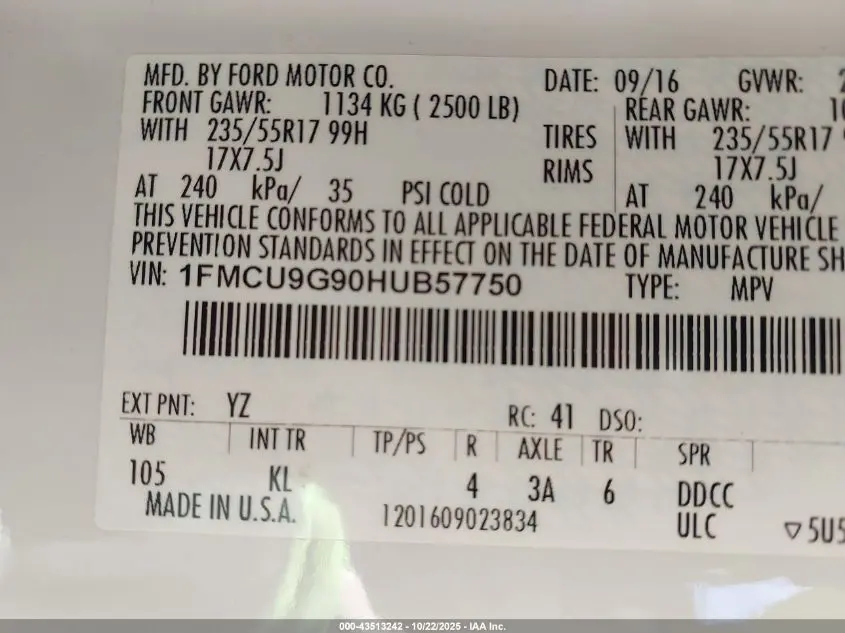 MFD. BY FORD MOTOR CO. DATE: 09/16 GVWR:
FRONT GAWR: 1134 KG ( 2500 LB) REAR GAWR:
WITH 235/55R17 99H TIRES WITH 235/55R17
17X7.5J RIMS 17X7.5J
AT 240 kPa/ 35 PSI COLD AT 240 kPa/
THIS VEHICLE CONFORMS TO ALL APPLICABLE FEDERAL MOTOR VEHICLE
PREVENTION STANDARDS IN EFFECT ON THE DATE OF MANUFACTURE SH
VIN: 1FMCU9G90HUB57750 TYPE: MPV
EXT PNT: YZ RC: 41 DSO:
WB INT TR TP/PS R AXLE TR SPR
105 KL 4 3A 6 DDCC
MADE IN U.S.A. 1201609023834 ULC ▽5U5
000-43513242 - 10/22/2025 - IAA Inc.